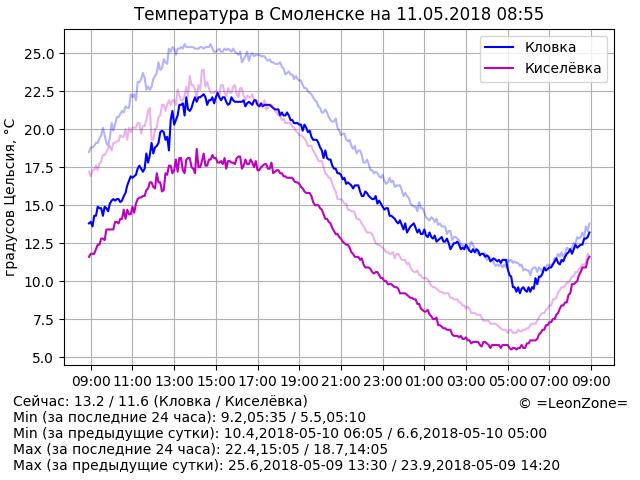 Температура в Смоленске на 11.05.2018 08:55
градусов Цельсия, °C
25.0
22.5
20.0
17.5
15.0
12.5
10.0
7.5
5.0
Кловка
Киселёвка
09:00 11:00 13:00 15:00 17:00 19:00 21:00 23:00 01:00 03:00 05:00 07:00 09:00
Сейчас: 13.2 / 11.6 (Кловка / Киселёвка)
© =LeonZone=
Min (за последние 24 часа): 9.2,05:35 / 5.5,05:10
Min (за предыдущие сутки): 10.4,2018-05-10 06:05 / 6.6,2018-05-10 05:00
Max (за последние 24 часа): 22.4,15:05 / 18.7,14:05
Max (за предыдущие сутки): 25.6,2018-05-09 13:30 / 23.9,2018-05-09 14:20